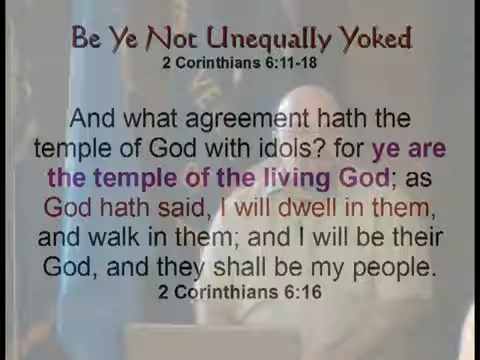 Be Ye Not Unequally Yoked
2 Corinthians 6:11-18
And what agreement hath the
temple of God with idols? for ye are
the temple of the living God; as
God hath said, I will dwell in them,
and walk in them; and I will be their
God, and they shall be my people.
2 Corinthians 6:16